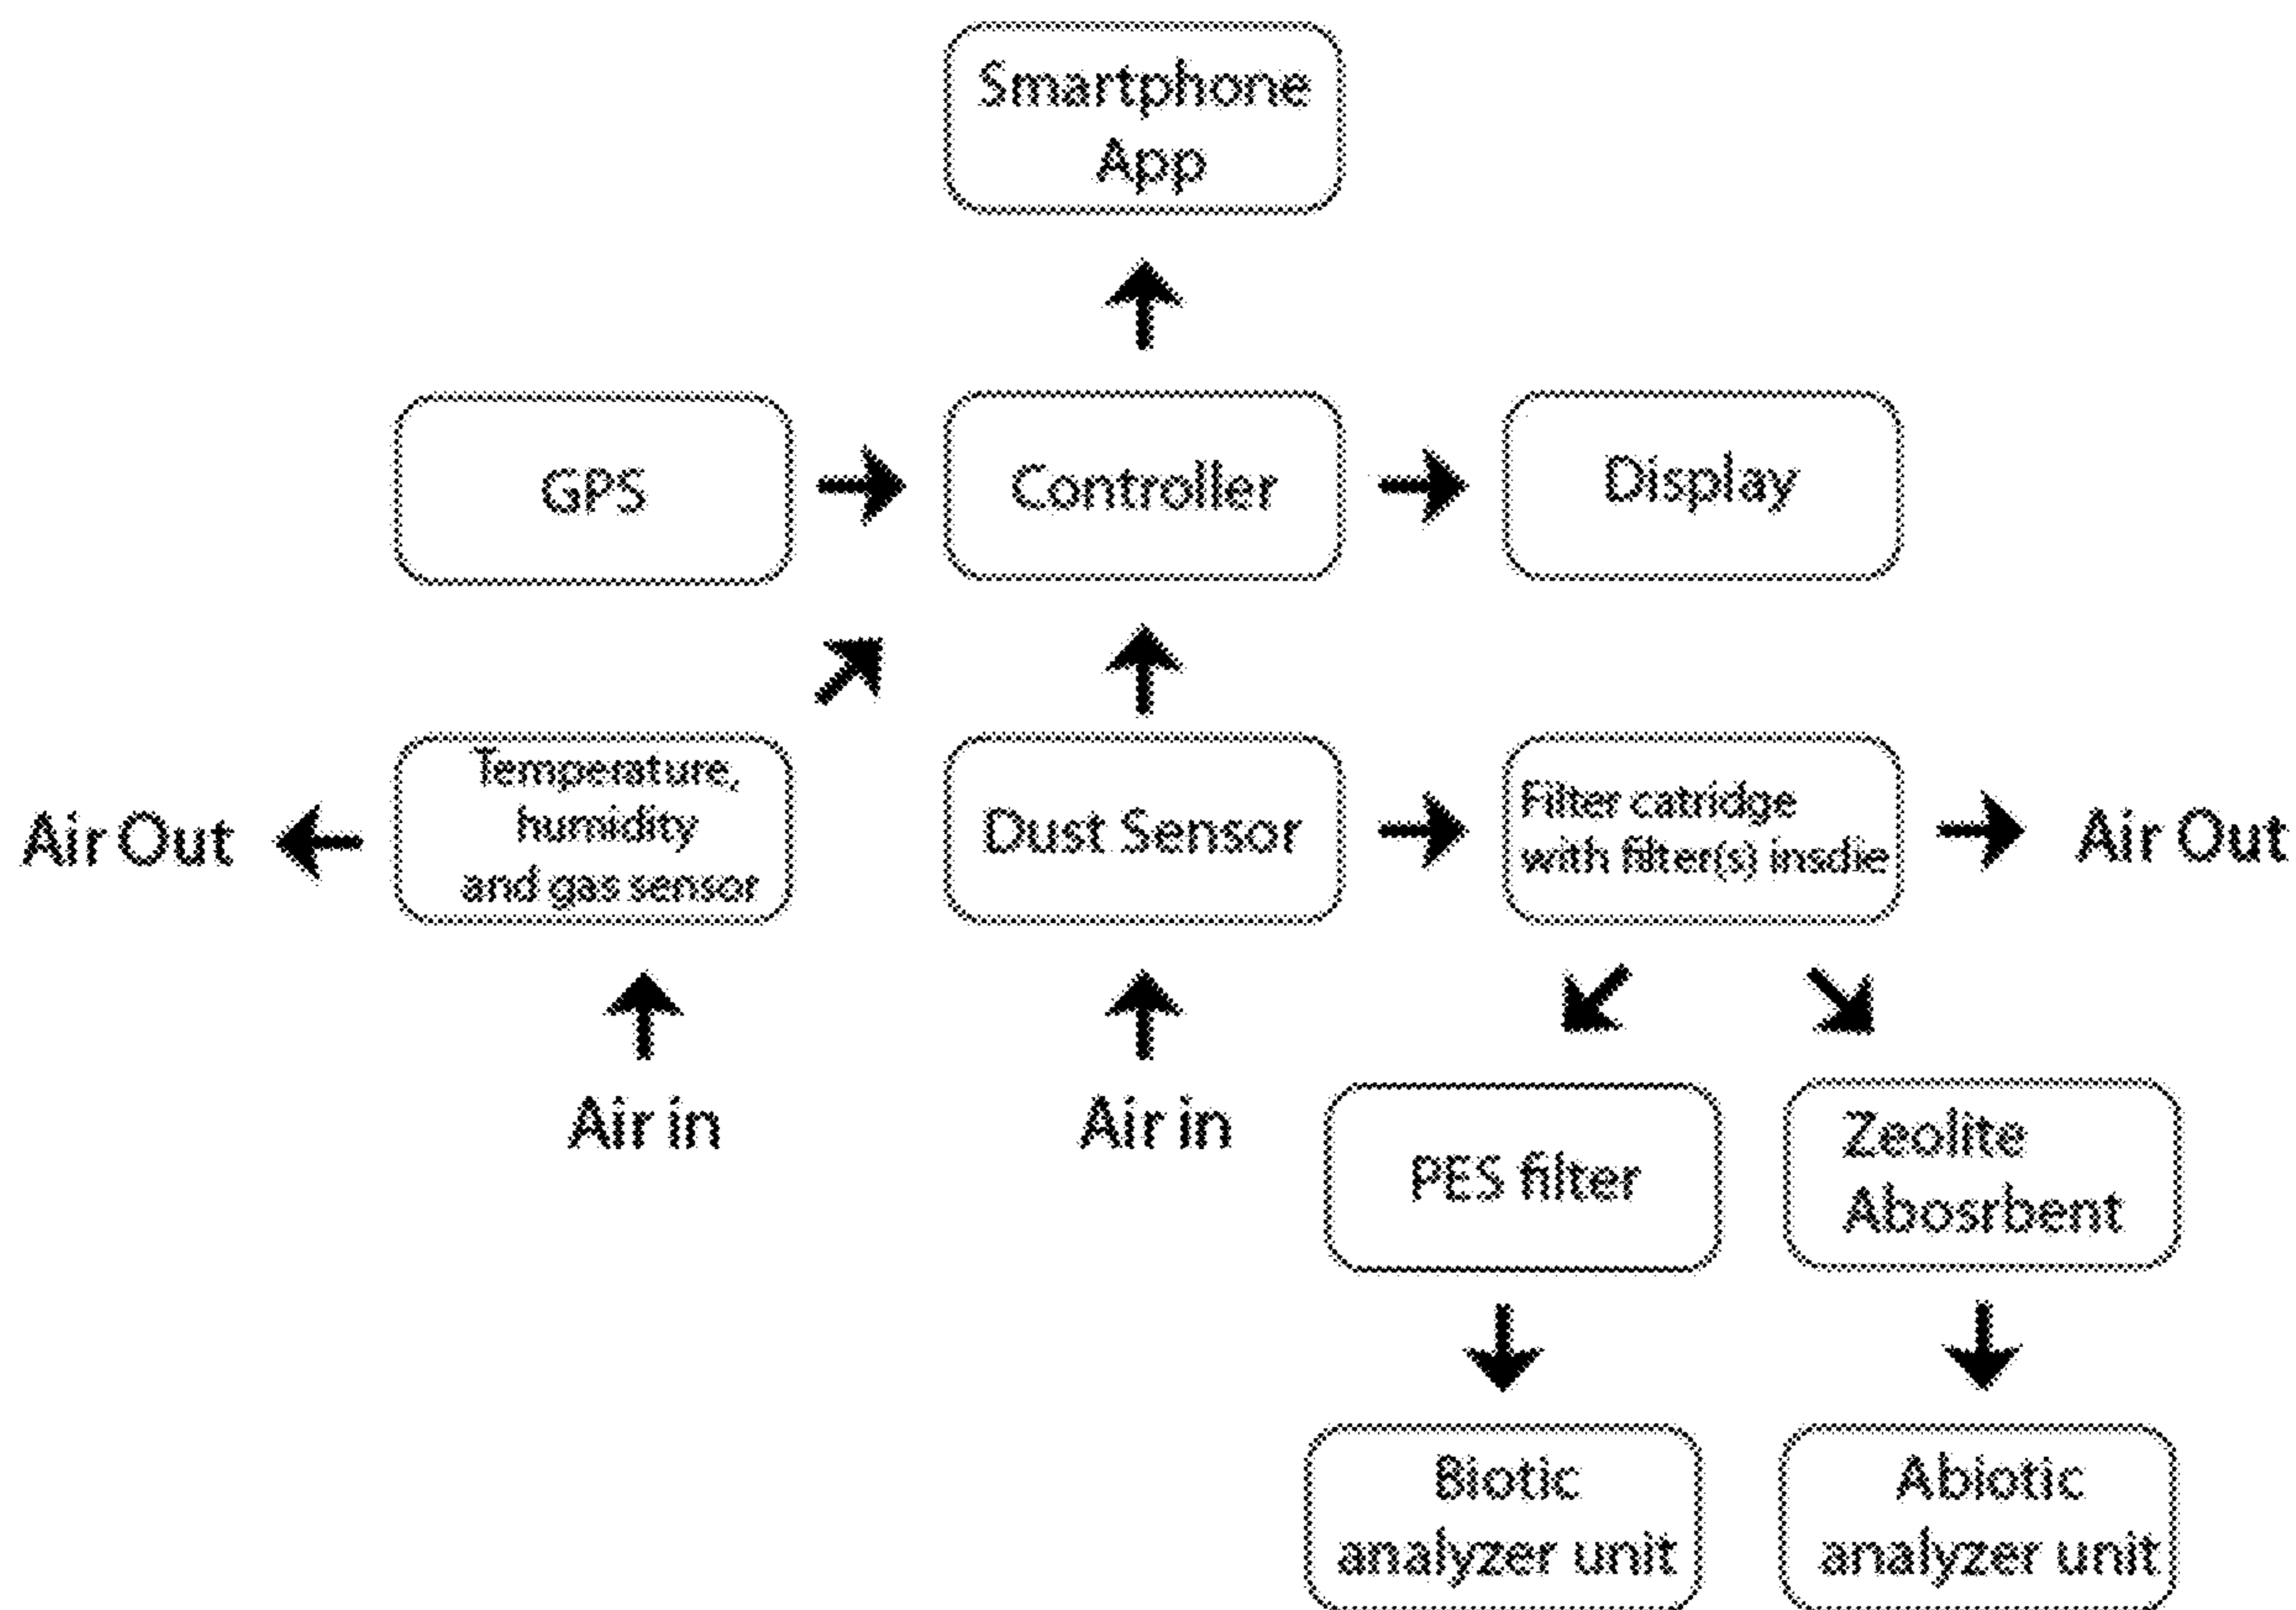 Smartphone
App
GPS
Controller
Display
Air Out
Temperature,
humidity
and gas sensor
Dust Sensor
Filter catridge
with filter(s) insdie
Air Out
Air in
Air in
PES filter
Zeolite
Abosrbent
Biotic
analyzer unit
Abiotic
analyzer unit